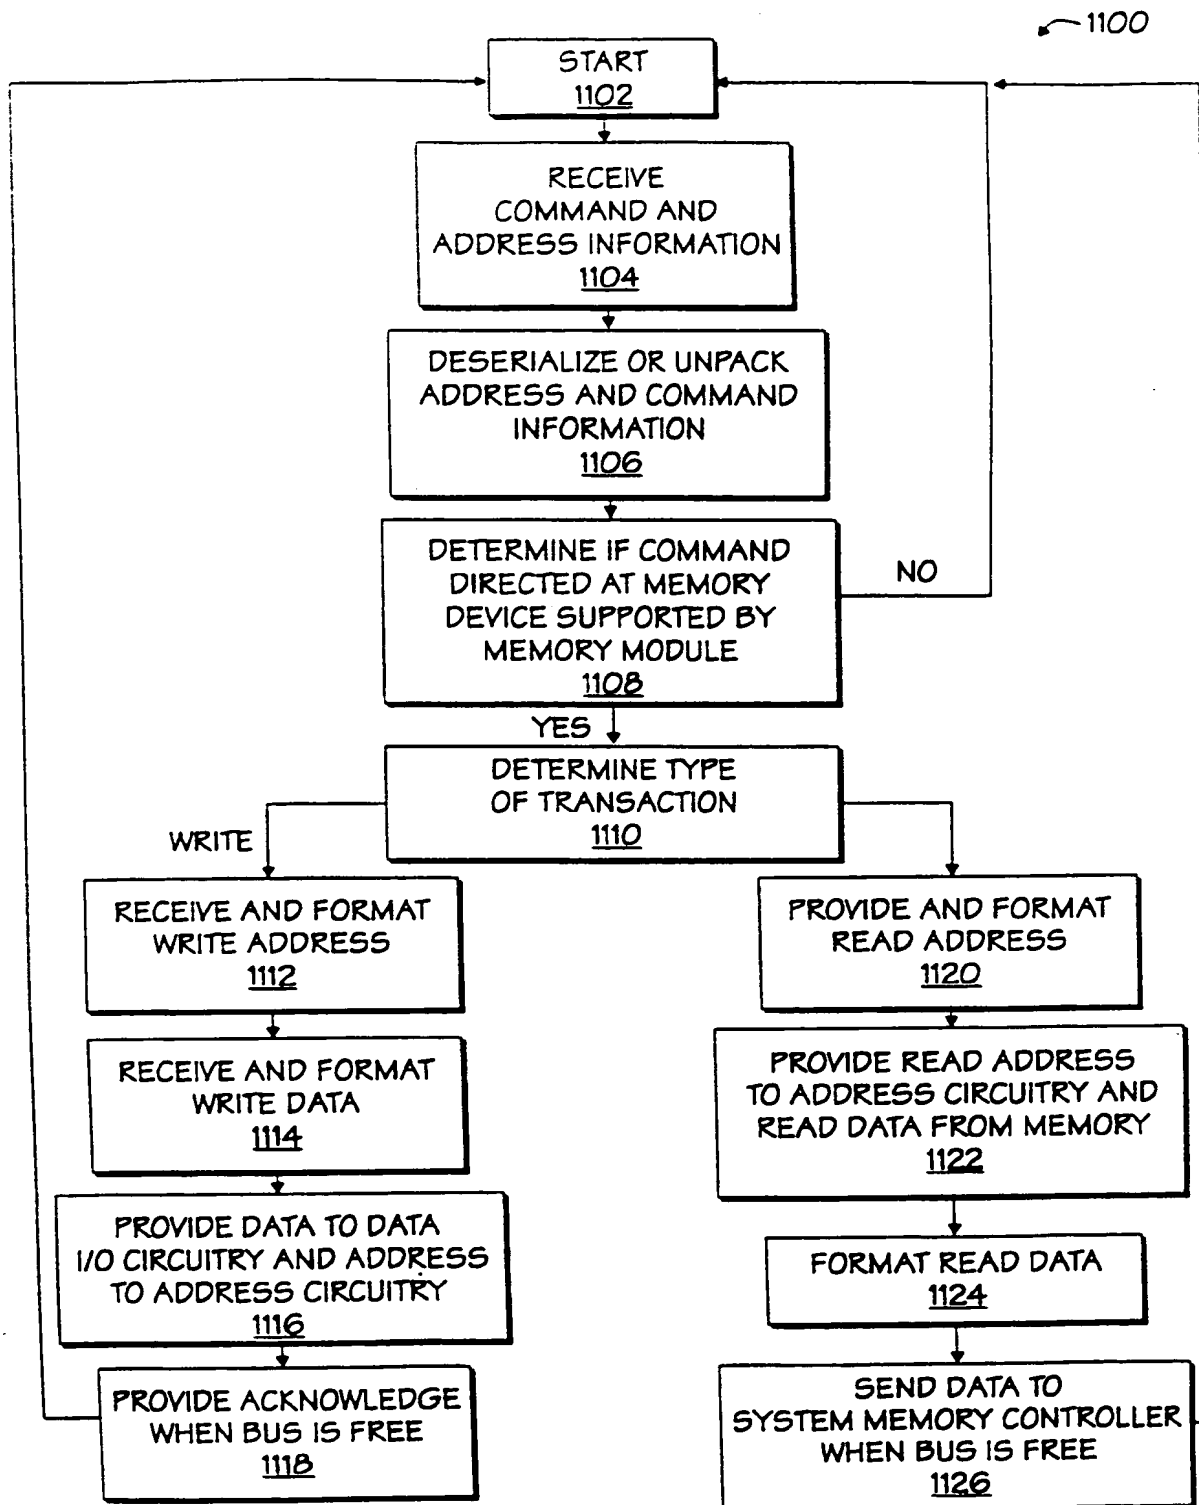 1100
START
1102
RECEIVE
COMMAND AND
ADDRESS INFORMATION
1104
DESERIALIZE OR UNPACK
ADDRESS AND COMMAND
INFORMATION
1106
DETERMINE IF COMMAND
DIRECTED AT MEMORY
DEVICE SUPPORTED BY
MEMORY MODULE
1108
NO
YES
DETERMINE TYPE
OF TRANSACTION
1110
WRITE
RECEIVE AND FORMAT
WRITE ADDRESS
1112
RECEIVE AND FORMAT
WRITE DATA
1114
PROVIDE DATA TO DATA
I/O CIRCUITRY AND ADDRESS
TO ADDRESS CIRCUITRY
1116
PROVIDE ACKNOWLEDGE
WHEN BUS IS FREE
1118
PROVIDE AND FORMAT
READ ADDRESS
1120
PROVIDE READ ADDRESS
TO ADDRESS CIRCUITRY AND
READ DATA FROM MEMORY
1122
FORMAT READ DATA
1124
SEND DATA TO
SYSTEM MEMORY CONTROLLER
WHEN BUS IS FREE
1126